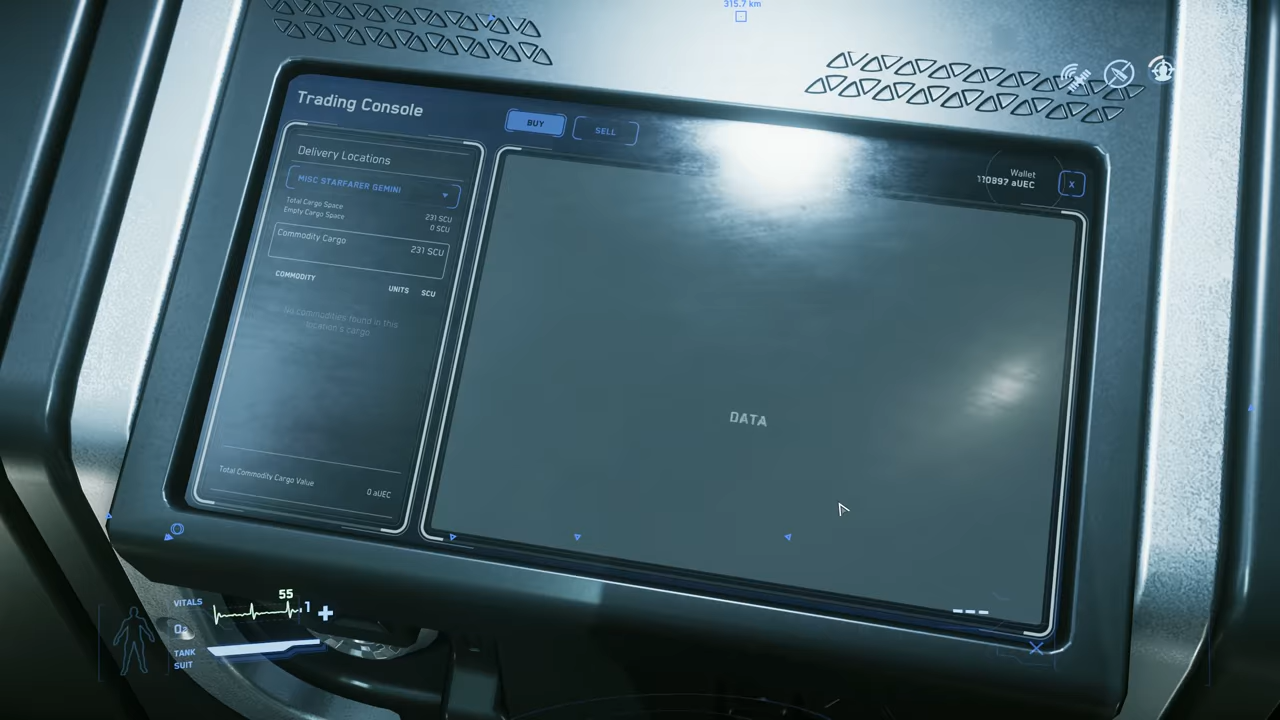 315.7 km
Trading Console
BUY
SELL
Wallet
110897 aUEC
X
Delivery Locations
MISC STARFARER GEMINI
Total Cargo Space
231 SCU
Empty Cargo Space
0 SCU
Commodity Cargo
231 SCU
COMMODITY
UNITS
SCU
No commodities found in this
location's cargo
DATA
Total Commodity Cargo Value
0 aUEC
VITALS
55
1
TANK
SUIT